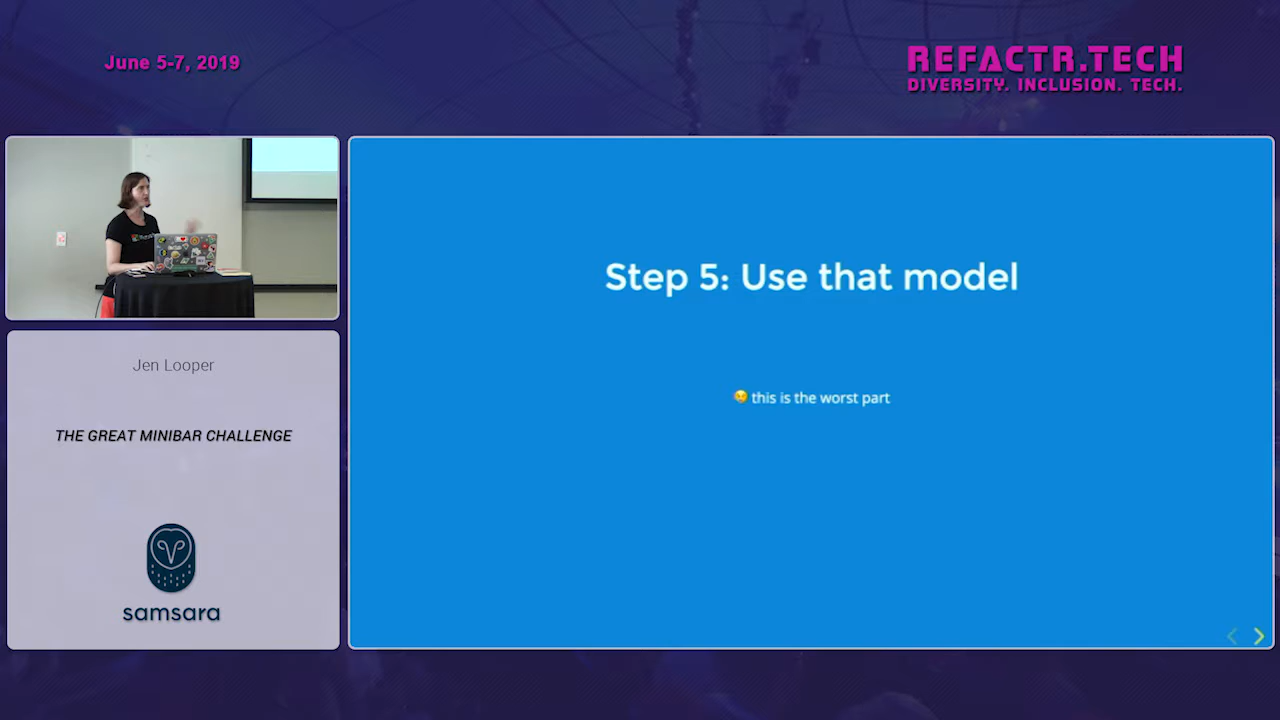 June 5-7, 2019
REFACTR.TECH
DIVERSITY. INCLUSION. TECH.
Jen Looper
THE GREAT MINIBAR CHALLENGE
samsara
Step 5: Use that model
this is the worst part